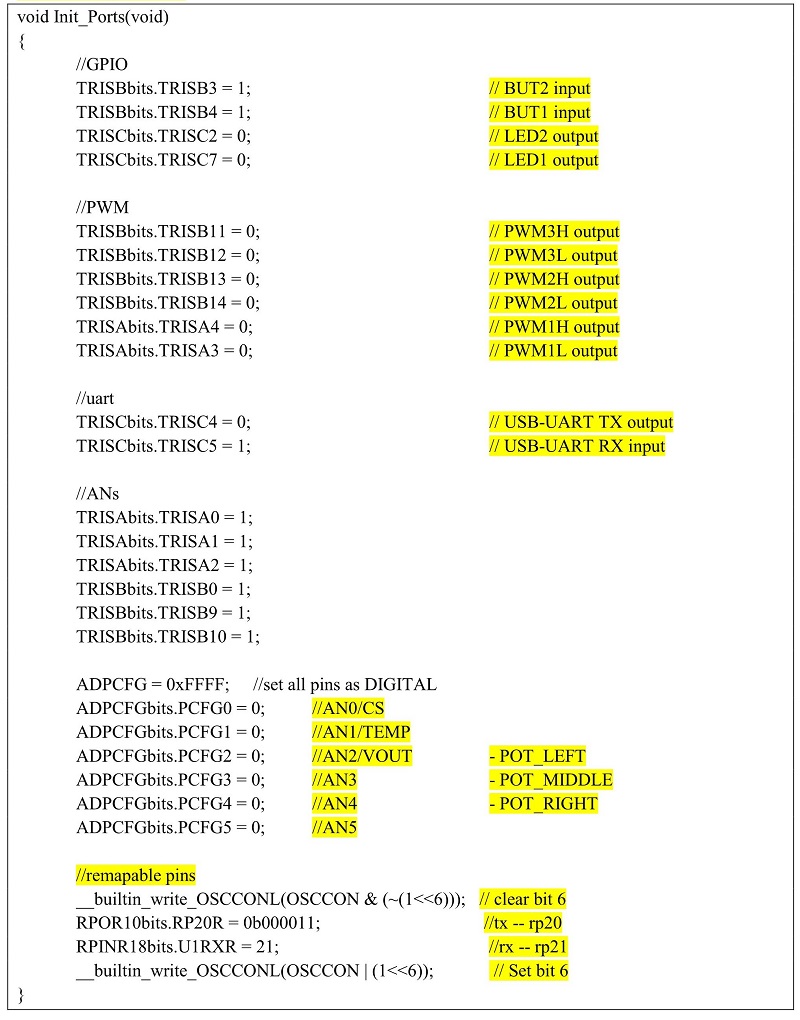 void Init_Ports(void)
{
//GPIO
TRISBbits.TRISB3 = 1; // BUT2 input
TRISBbits.TRISB4 = 1; // BUT1 input
TRISCbits.TRISC2 = 0; // LED2 output
TRISCbits.TRISC7 = 0; // LED1 output
//PWM
TRISBbits.TRISB11 = 0; // PWM3H output
TRISBbits.TRISB12 = 0; // PWM3L output
TRISBbits.TRISB13 = 0; // PWM2H output
TRISBbits.TRISB14 = 0; // PWM2L output
TRISAbits.TRISA4 = 0; // PWM1H output
TRISAbits.TRISA3 = 0; // PWM1L output
//uart
TRISCbits.TRISC4 = 0; // USB-UART TX output
TRISCbits.TRISC5 = 1; // USB-UART RX input
//ANs
TRISAbits.TRISA0 = 1;
TRISAbits.TRISA1 = 1;
TRISAbits.TRISA2 = 1;
TRISBbits.TRISB0 = 1;
TRISBbits.TRISB9 = 1;
TRISBbits.TRISB10 = 1;
ADPCFG = 0xFFFF; //set all pins as DIGITAL
ADPCFGbits.PCFG0 = 0; //AN0/CS
ADPCFGbits.PCFG1 = 0; //AN1/TEMP
ADPCFGbits.PCFG2 = 0; //AN2/VOUT - POT_LEFT
ADPCFGbits.PCFG3 = 0; //AN3 - POT_MIDDLE
ADPCFGbits.PCFG4 = 0; //AN4 - POT_RIGHT
ADPCFGbits.PCFG5 = 0; //AN5
//remapable pins
__builtin_write_OSCCONL(OSCCON & (~(1<<6))); // clear bit 6
RPOR10bits.RP20R = 0b000011; //tx -- rp20
RPINR18bits.U1RXR = 21; //rx -- rp21
__builtin_write_OSCCONL(OSCCON | (1<<6)); // Set bit 6
}